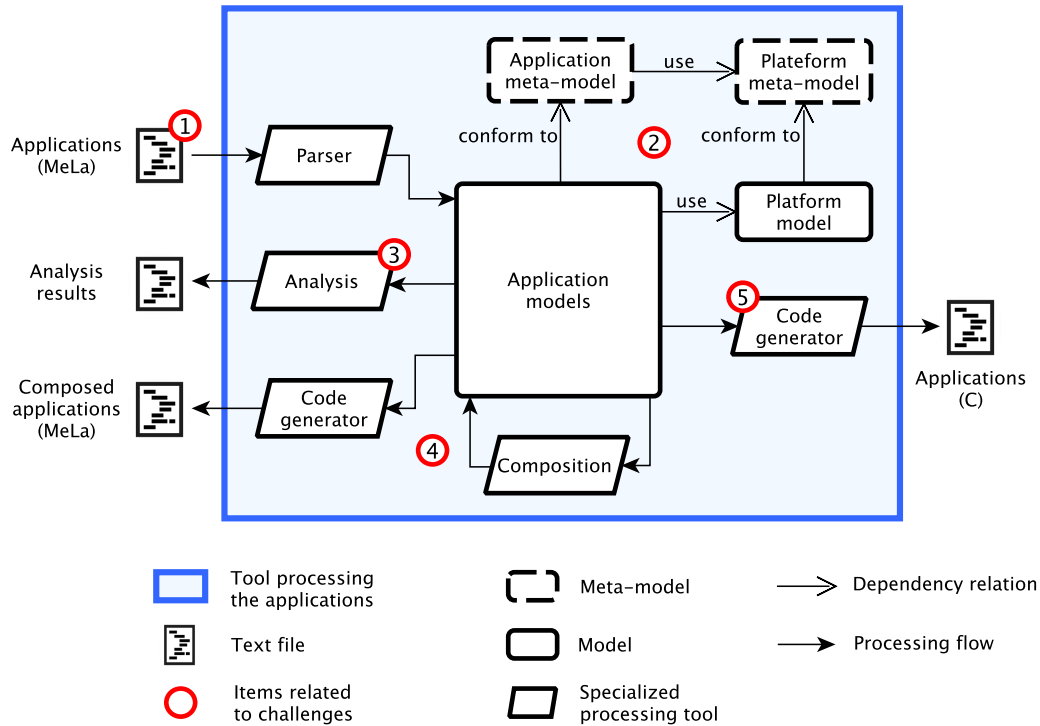 Application
meta-model
use
Plateform
meta-model
1
Applications
(MeLa)
Parser
conform to
2
conform to
use
Platform
model
Analysis
results
Analysis
3
Application
models
5
Code
generator
Applications
(C)
Composed
applications
(MeLa)
Code
generator
4
Composition
Tool processing
the applications
Meta-model
Dependency relation
Text file
Model
Processing flow
Items related
to challenges
Specialized
processing tool